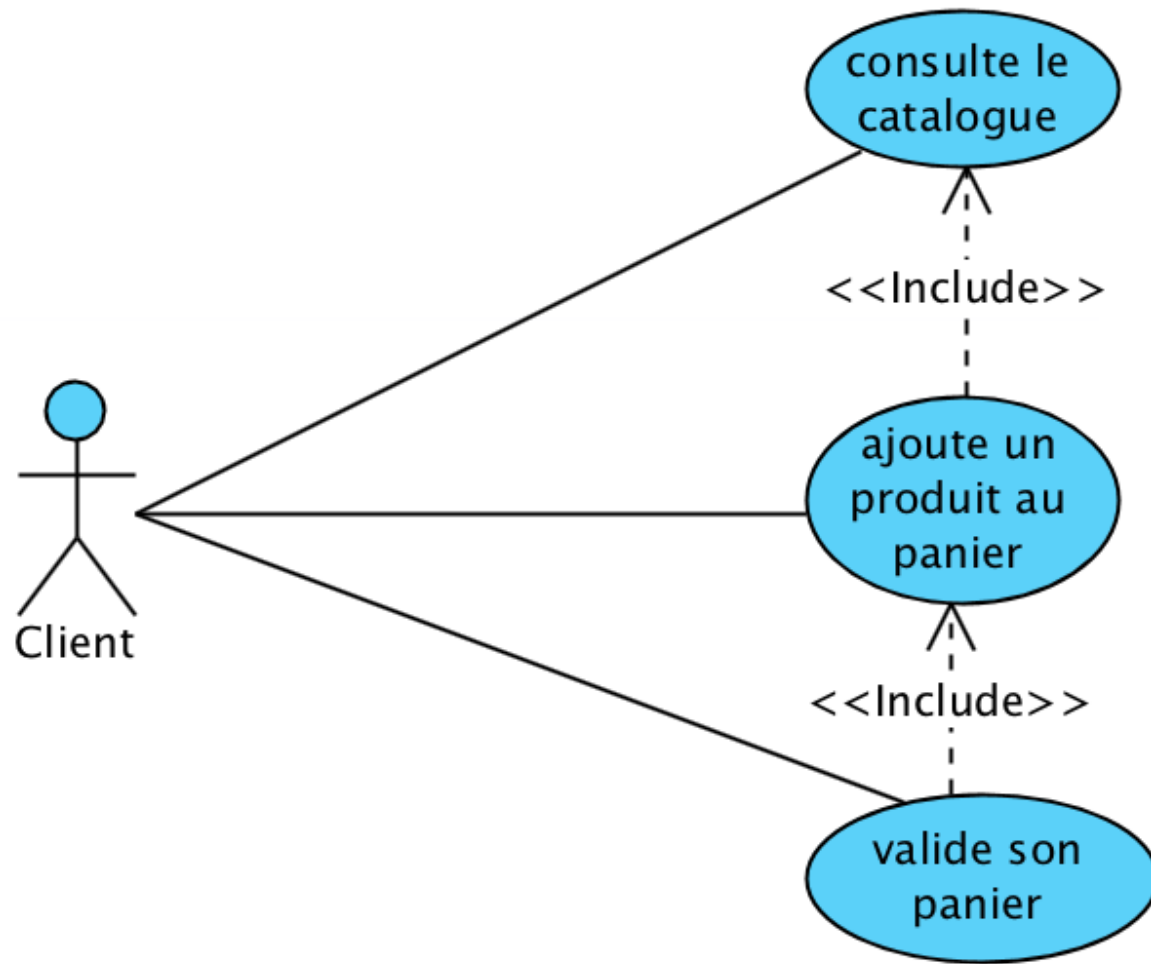 consulte le
catalogue
<<Include>>
ajoute un
produit au
panier
Client
<<Include>>
valide son
panier